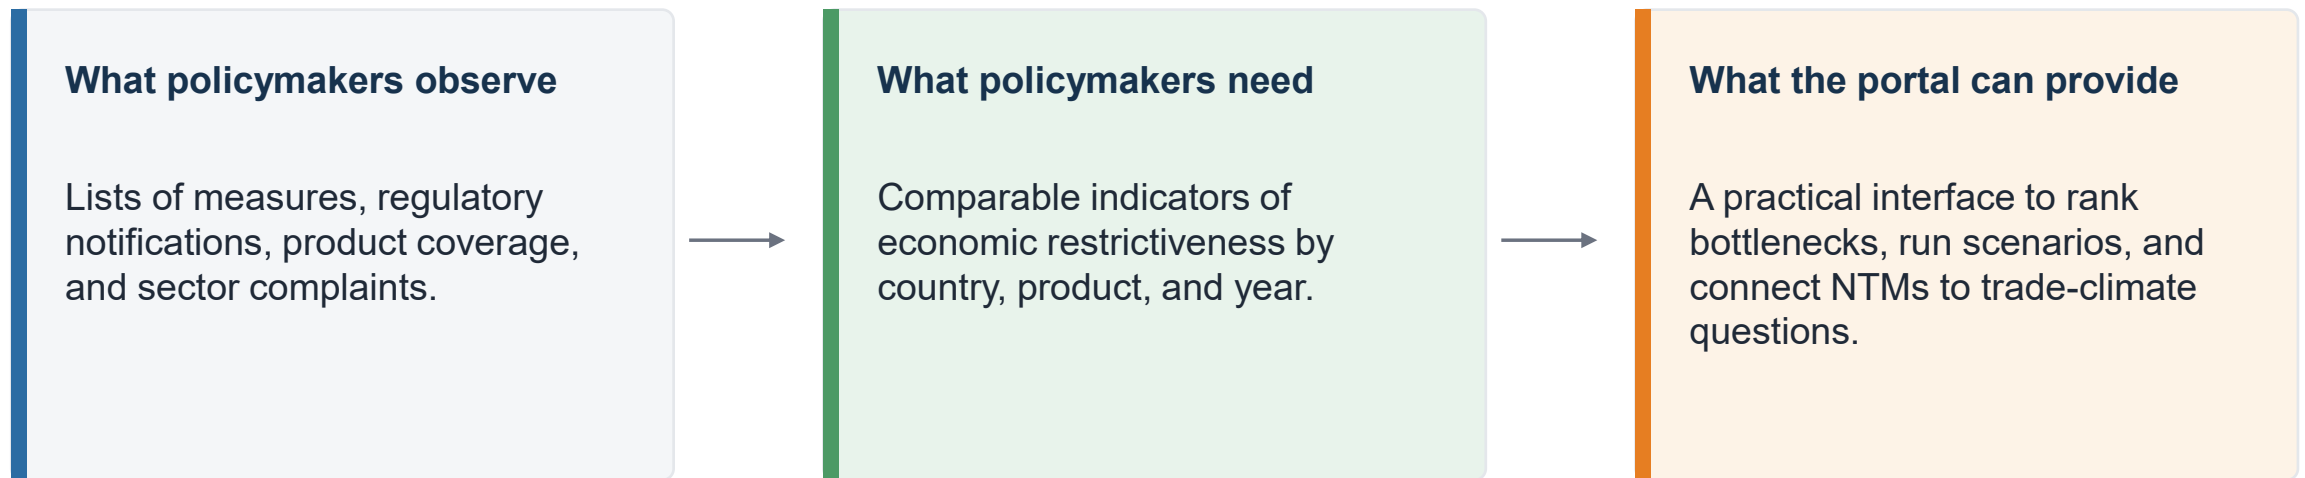 What policymakers observe
Lists of measures, regulatory
notifications, product coverage,
and sector complaints.
What policymakers need
Comparable indicators of
economic restrictiveness by
country, product, and year.
What the portal can provide
A practical interface to rank
bottlenecks, run scenarios, and
connect NTMs to trade-climate
questions.